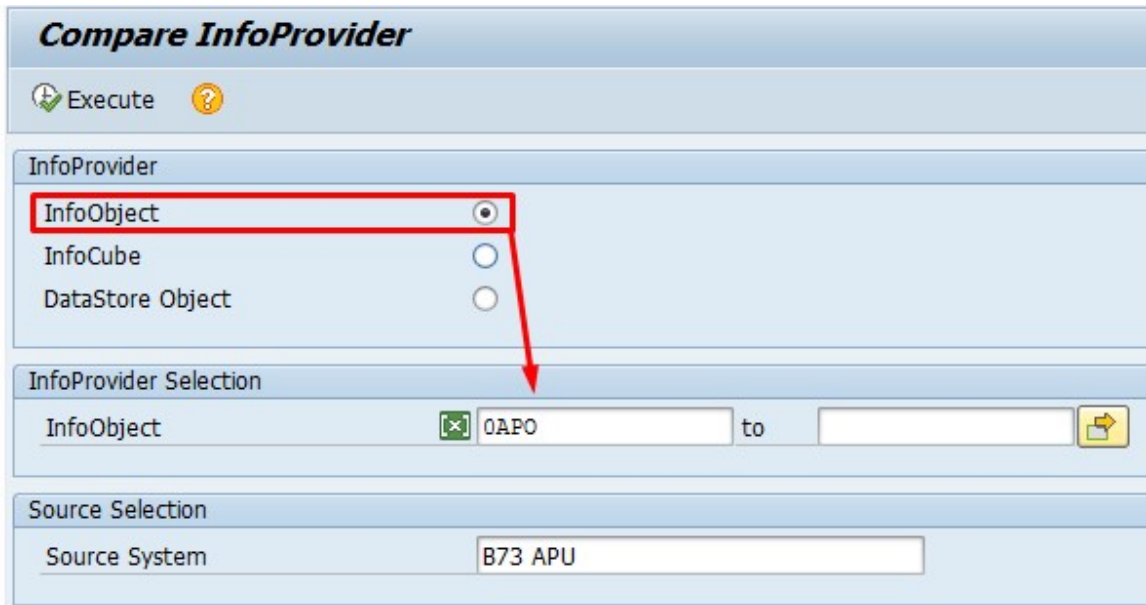 Compare InfoProvider
Execute
InfoProvider
InfoObject
InfoCube
DataStore Object
InfoProvider Selection
InfoObject 0APO to
Source Selection
Source System B73 APU